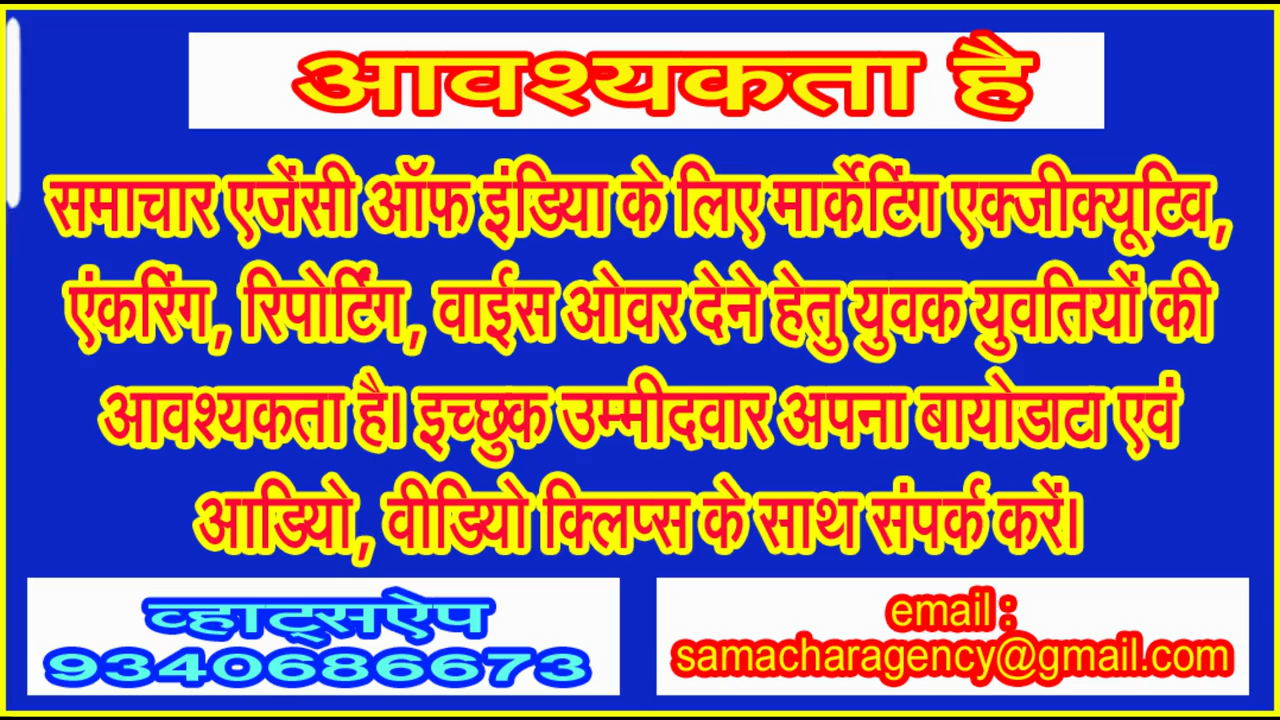 आवश्यकता है
समाचार एजेंसी ऑफ इंडिया के लिए मार्केटिंग एक्जीक्यूटिव,
एंकरिंग, रिपोर्टिंग, वाईस ओवर देने हेतु युवक युवतियों की
आवश्यकता है। इच्छुक उम्मीदवार अपना बायोडाटा एवं
आडियो, वीडियो क्लिप्स के साथ संपर्क करें।
व्हाट्सऐप
9340686673
email :
samacharagency@gmail.com